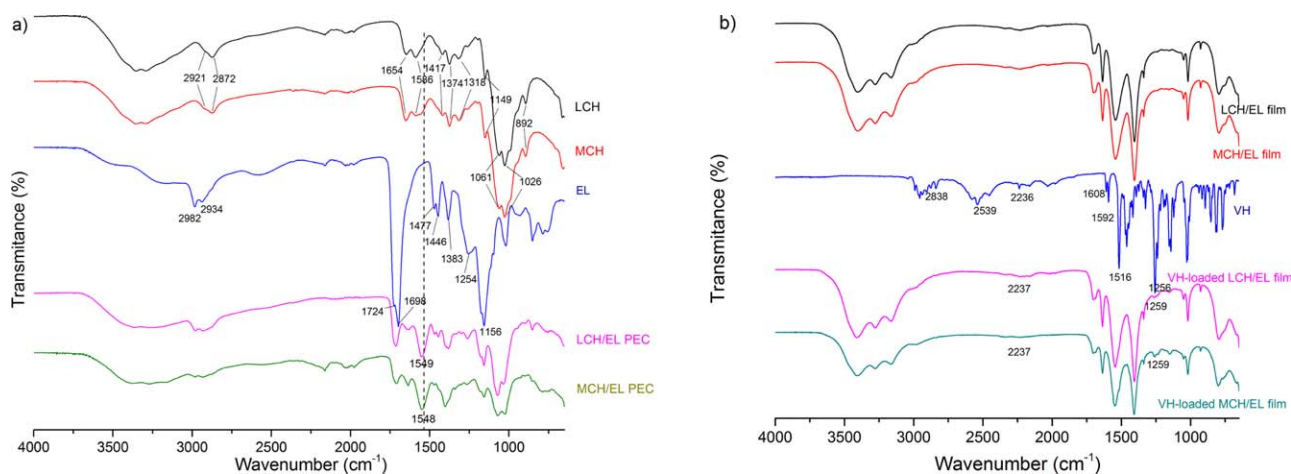 a)
Transmitance (%)
2921
2872
1654
1586
1417
1374
1318
1149
892
LCH
MCH
1061
1026
EL
2982
2934
1477
1446
1383
1254
1724
1698
1156
LCH/EL PEC
1549
MCH/EL PEC
1548
4000 3500 3000 2500 2000 1500 1000
Wavenumber (cm⁻¹)
b)
Transmitance (%)
LCH/EL film
MCH/EL film
2838
2539
2236
1608
1592
VH
1516
1256
VH-loaded LCH/EL film
2237
1259
2237
1259
VH-loaded MCH/EL film
4000 3500 3000 2500 2000 1500 1000
Wavenumber (cm⁻¹)